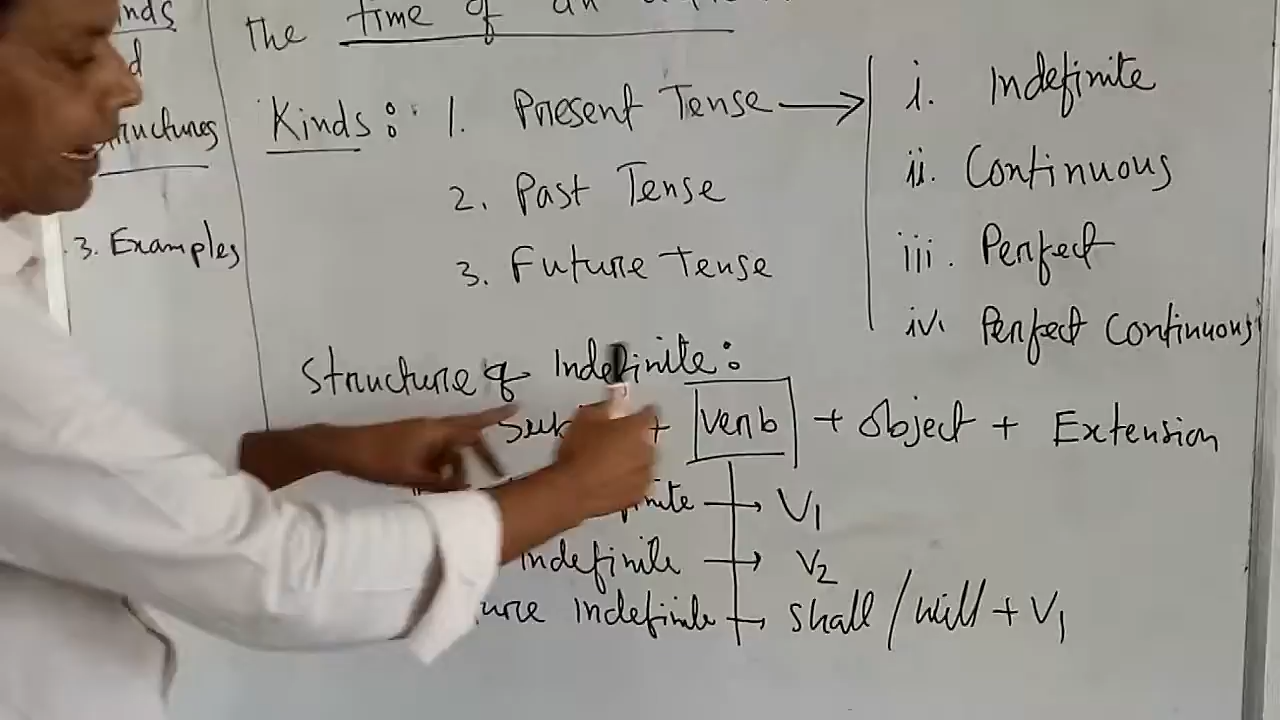 the time of an
Kinds : 1. Present Tense → i. Indefinite
2. Past Tense ii. Continuous
3. Future Tense iii. Perfect
iv. Perfect Continuous
3. Examples
Structure of Indefinite :
+ Verb + Object + Extension
→ V1
Indefinite → V2
Indefinite → shall / will + V1